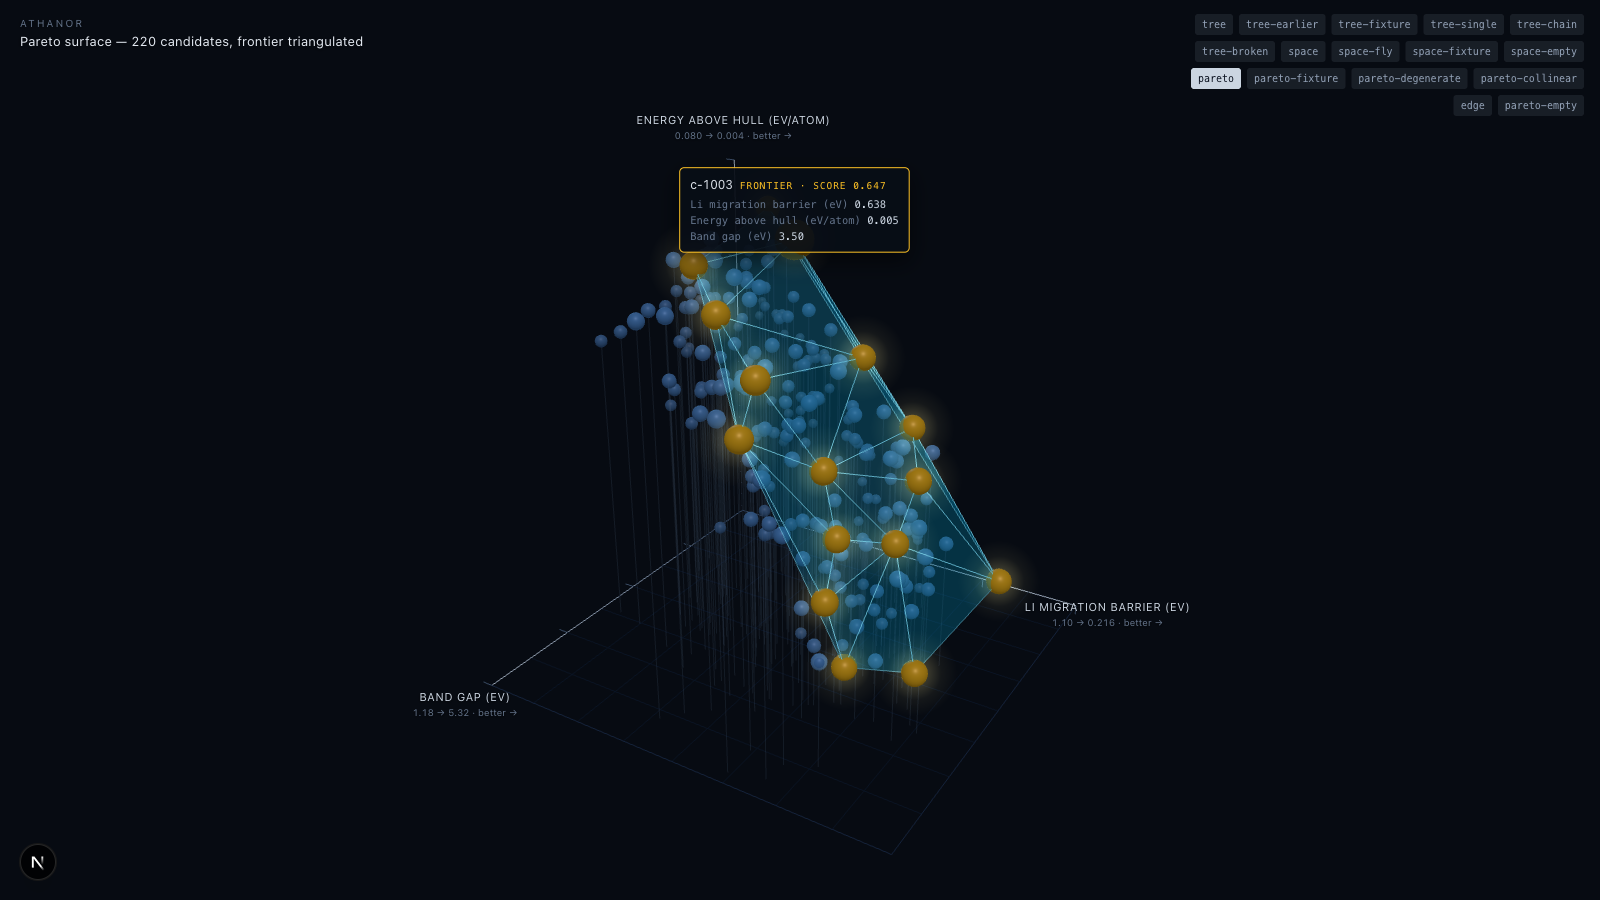 ATHANOR
Pareto surface — 220 candidates, frontier triangulated
tree tree-earlier tree-fixture tree-single tree-chain
tree-broken space space-fly space-fixture space-empty
pareto pareto-fixture pareto-degenerate pareto-collinear
edge pareto-empty
ENERGY ABOVE HULL (EV/ATOM)
0.080 → 0.004 · better →
c-1003 FRONTIER · SCORE 0.647
Li migration barrier (eV) 0.638
Energy above hull (eV/atom) 0.005
Band gap (eV) 3.50
LI MIGRATION BARRIER (EV)
1.10 → 0.216 · better →
BAND GAP (EV)
1.18 → 5.32 · better →
N